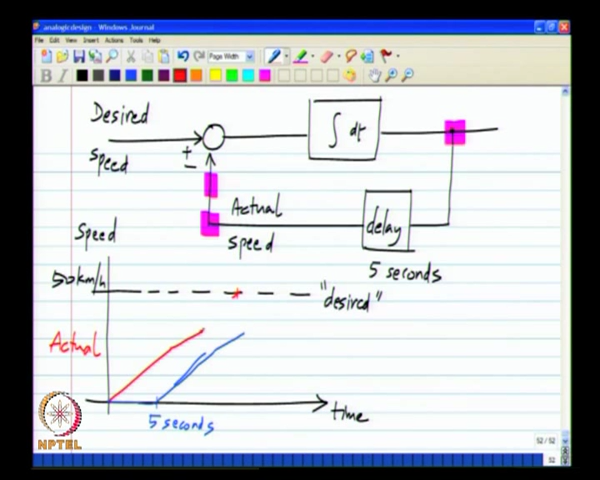 analogicdesign - Windows Journal
File Edit View Insert Actions Tools Help
Page Width
B I
Desired
speed
+
−
∫ dt
Actual
speed
delay
5 seconds
Speed
50km/h
"desired"
Actual
5 seconds
time
NPTEL
52 / 52
52